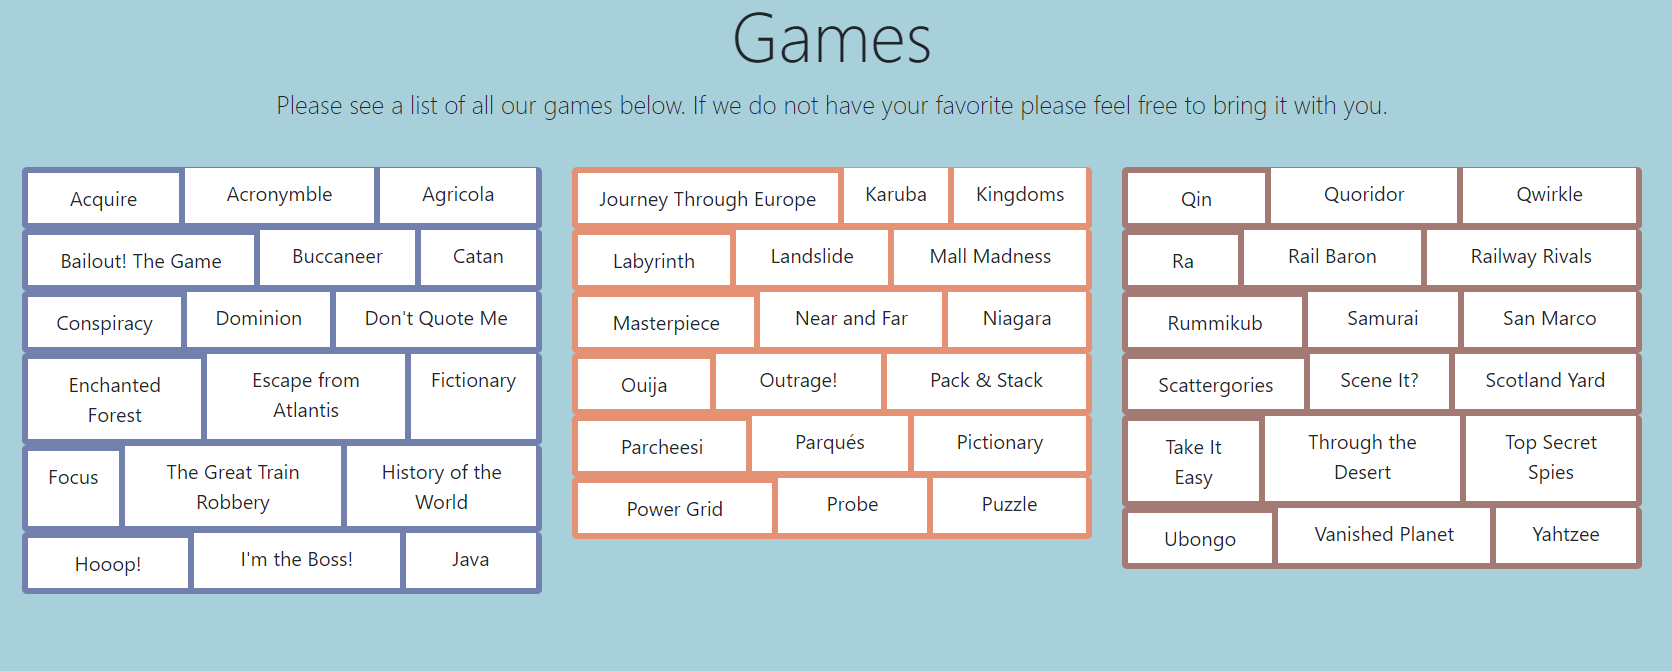 Games
Please see a list of all our games below. If we do not have your favorite please feel free to bring it with you.
Acquire
Acronymble
Agricola
Bailout! The Game
Buccaneer
Catan
Conspiracy
Dominion
Don't Quote Me
Enchanted
Forest
Escape from
Atlantis
Fictionary
Focus
The Great Train
Robbery
History of the
World
Hooop!
I'm the Boss!
Java
Journey Through Europe
Karuba
Kingdoms
Labyrinth
Landslide
Mall Madness
Masterpiece
Near and Far
Niagara
Ouija
Outrage!
Pack & Stack
Parcheesi
Parqués
Pictionary
Power Grid
Probe
Puzzle
Qin
Quoridor
Qwirkle
Ra
Rail Baron
Railway Rivals
Rummikub
Samurai
San Marco
Scattergories
Scene It?
Scotland Yard
Take It
Easy
Through the
Desert
Top Secret
Spies
Ubongo
Vanished Planet
Yahtzee